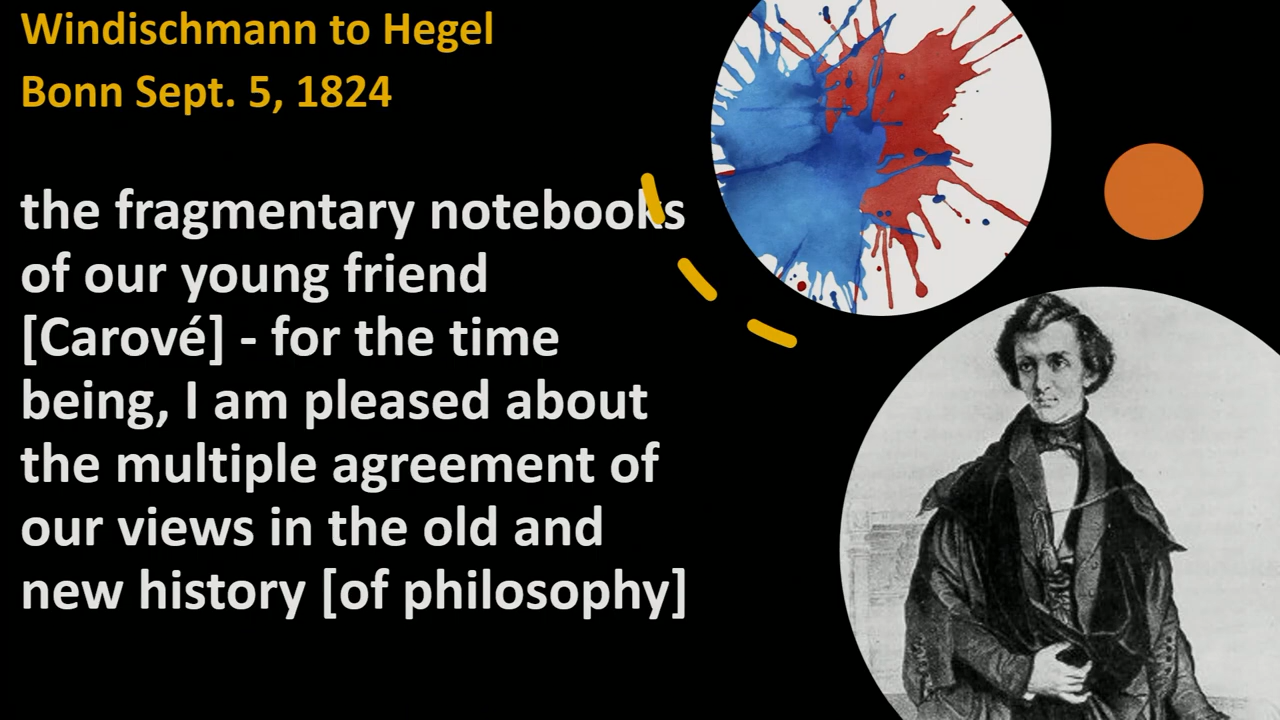 Windischmann to Hegel
Bonn Sept. 5, 1824
the fragmentary notebooks
of our young friend
[Carové] - for the time
being, I am pleased about
the multiple agreement of
our views in the old and
new history [of philosophy]